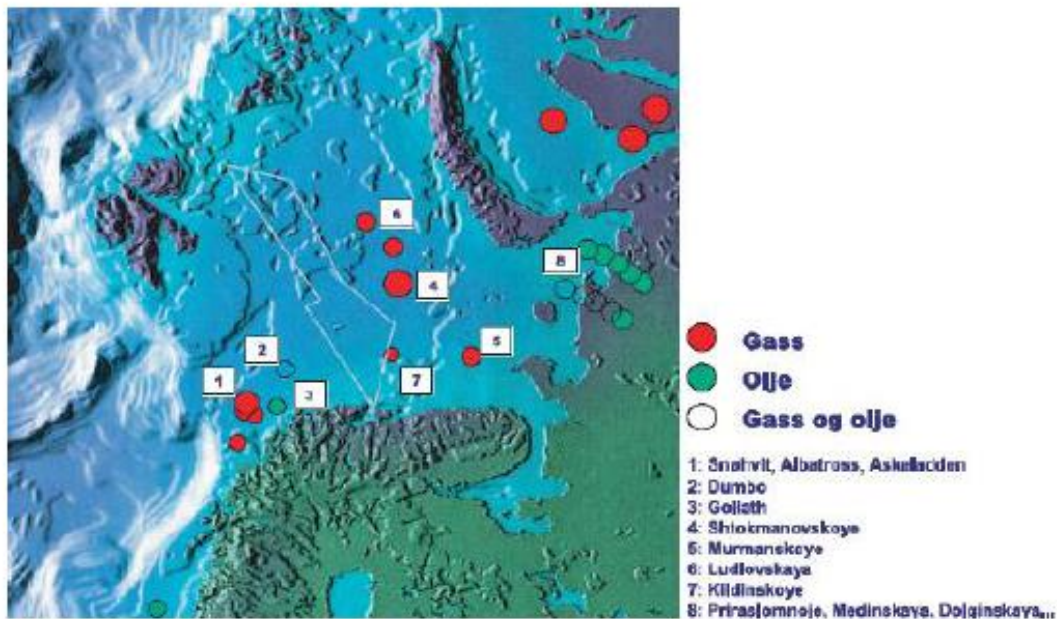 6
8
4
2
5
1
7
3
Gass
Olje
Gass og olje
1: Snøhvit, Albatross, Askeladden
2: Dumbo
3: Goliath
4: Shtokmanovskoye
5: Murmanskoye
6: Ludlovskaya
7: Kildinskoye
8: Prirasjomnoje, Medinskaya, Dolginskaya